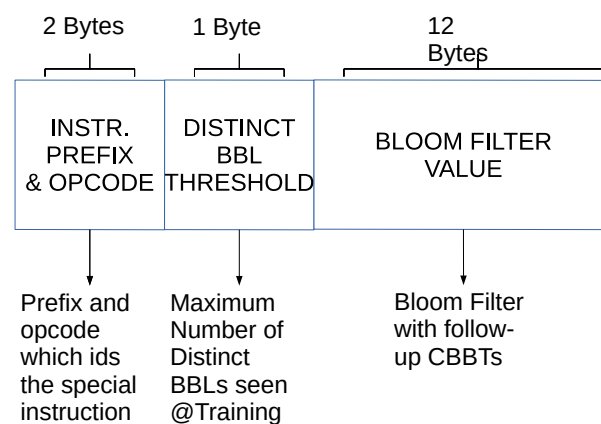 2 Bytes
1 Byte
12
Bytes
INSTR.
PREFIX
& OPCODE
DISTINCT
BBL
THRESHOLD
BLOOM FILTER
VALUE
Prefix and
opcode
which ids
the special
instruction
Maximum
Number of
Distinct
BBLs seen
@Training
Bloom Filter
with follow-
up CBBTs